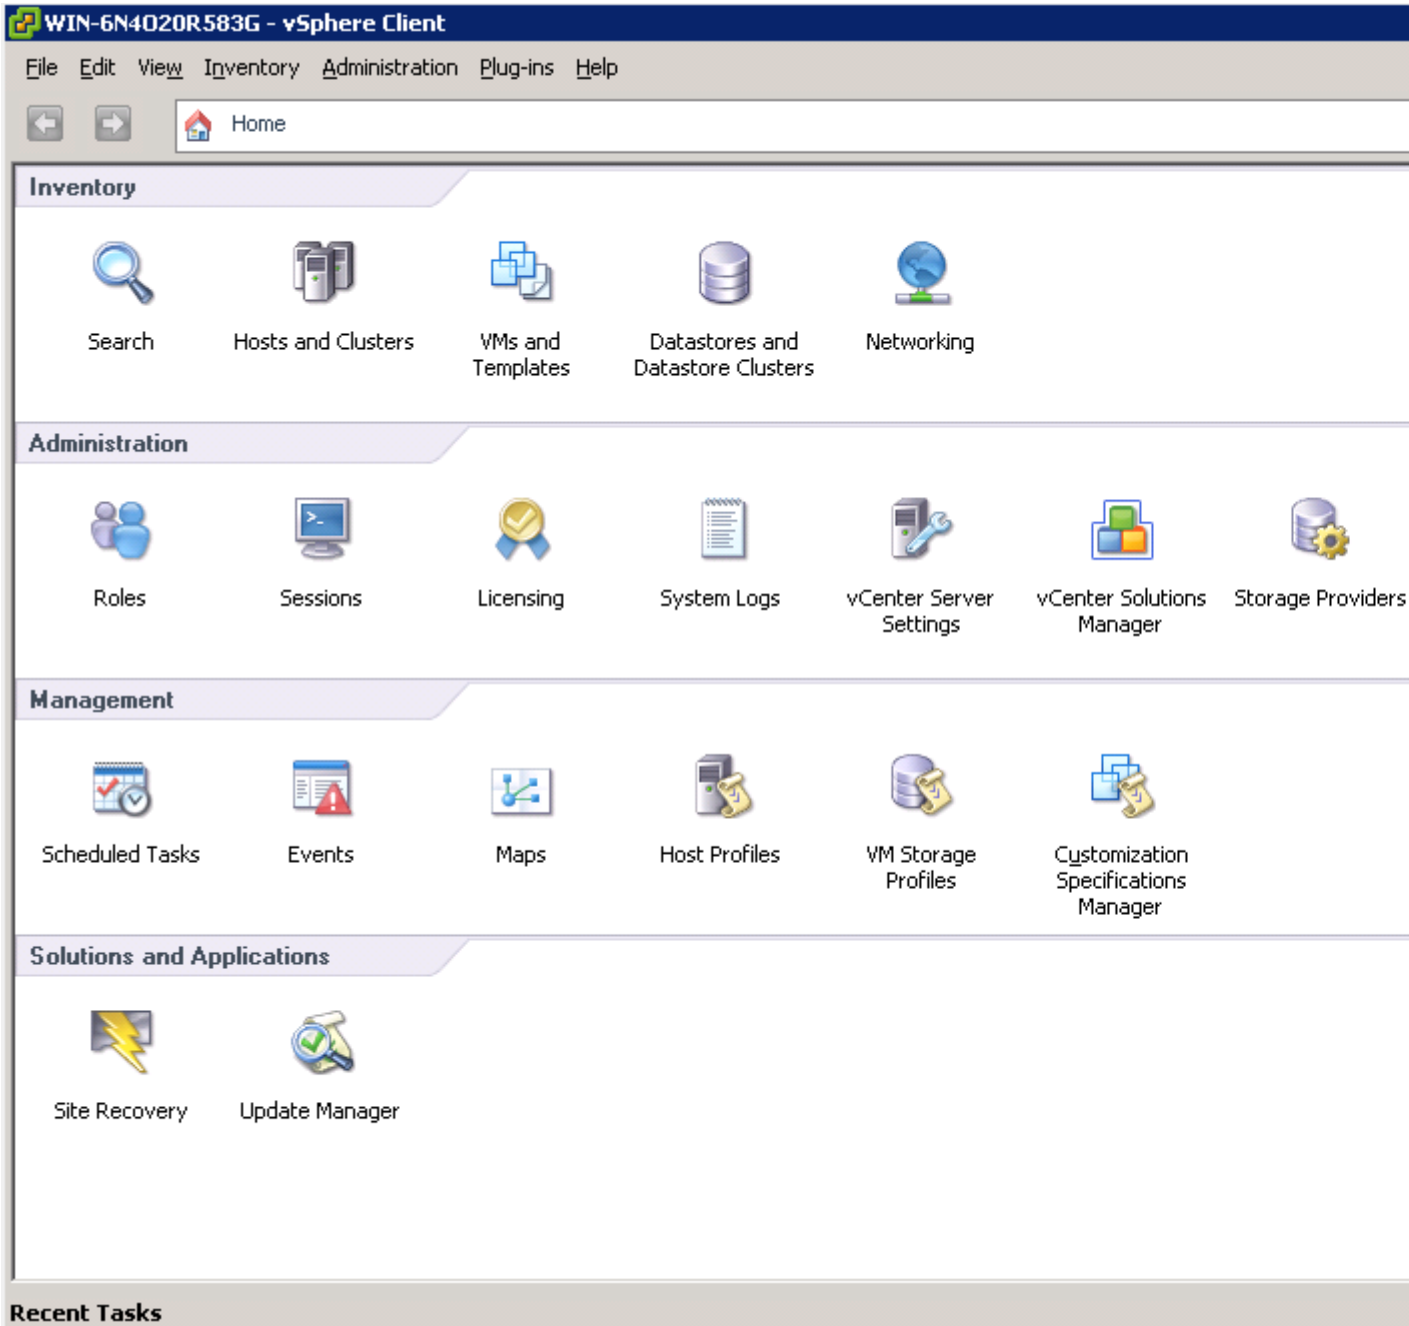 WIN-6N4O20R583G - vSphere Client
File Edit View Inventory Administration Plug-ins Help
Home
Inventory
Search
Hosts and Clusters
VMs and
Templates
Datastores and
Datastore Clusters
Networking
Administration
Roles
Sessions
Licensing
System Logs
vCenter Server
Settings
vCenter Solutions
Manager
Storage Providers
Management
Scheduled Tasks
Events
Maps
Host Profiles
VM Storage
Profiles
Customization
Specifications
Manager
Solutions and Applications
Site Recovery
Update Manager
Recent Tasks